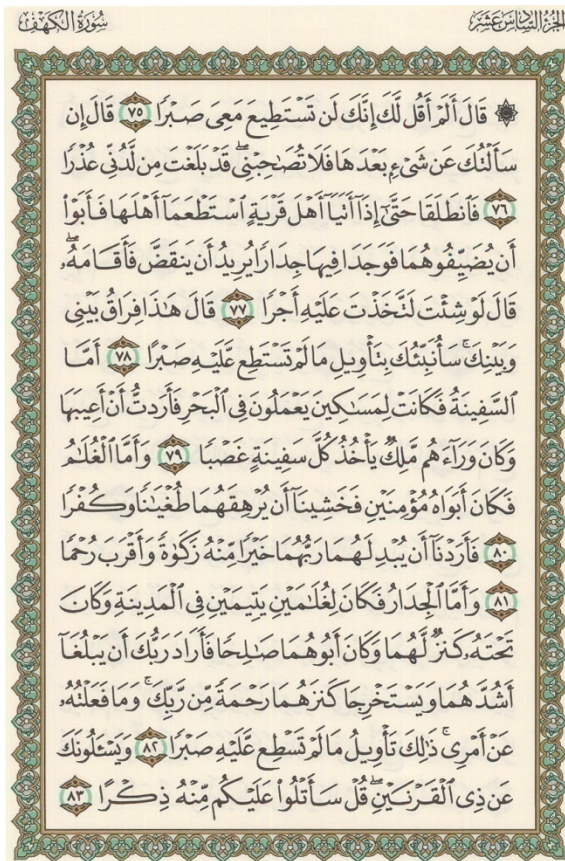 الجزء السادس عشر
سورة الكهف
۞ قَالَ أَلَمْ أَقُل لَّكَ إِنَّكَ لَن تَسْتَطِيعَ مَعِىَ صَبْرًا ٧٥ قَالَ إِن
سَأَلْتُكَ عَن شَىْءٍۭ بَعْدَهَا فَلَا تُصَٰحِبْنِى ۖ قَدْ بَلَغْتَ مِن لَّدُنِّى عُذْرًا
٧٦ فَٱنطَلَقَا حَتَّىٰٓ إِذَآ أَتَيَآ أَهْلَ قَرْيَةٍ ٱسْتَطْعَمَآ أَهْلَهَا فَأَبَوْا۟
أَن يُضَيِّفُوهُمَا فَوَجَدَا فِيهَا جِدَارًا يُرِيدُ أَن يَنقَضَّ فَأَقَامَهُۥ ۖ
قَالَ لَوْ شِئْتَ لَتَّخَذْتَ عَلَيْهِ أَجْرًا ٧٧ قَالَ هَٰذَا فِرَاقُ بَيْنِى
وَبَيْنِكَ ۚ سَأُنَبِّئُكَ بِتَأْوِيلِ مَا لَمْ تَسْتَطِع عَّلَيْهِ صَبْرًا ٧٨ أَمَّا
ٱلسَّفِينَةُ فَكَانَتْ لِمَسَٰكِينَ يَعْمَلُونَ فِى ٱلْبَحْرِ فَأَرَدتُّ أَنْ أَعِيبَهَا
وَكَانَ وَرَآءَهُم مَّلِكٌ يَأْخُذُ كُلَّ سَفِينَةٍ غَصْبًا ٧٩ وَأَمَّا ٱلْغُلَٰمُ
فَكَانَ أَبَوَاهُ مُؤْمِنَيْنِ فَخَشِينَآ أَن يُرْهِقَهُمَا طُغْيَٰنًا وَكُفْرًا
٨٠ فَأَرَدْنَآ أَن يُبْدِلَهُمَا رَبُّهُمَا خَيْرًا مِّنْهُ زَكَوٰةً وَأَقْرَبَ رُحْمًا
٨١ وَأَمَّا ٱلْجِدَارُ فَكَانَ لِغُلَٰمَيْنِ يَتِيمَيْنِ فِى ٱلْمَدِينَةِ وَكَانَ
تَحْتَهُۥ كَنزٌ لَّهُمَا وَكَانَ أَبُوهُمَا صَٰلِحًا فَأَرَادَ رَبُّكَ أَن يَبْلُغَآ
أَشُدَّهُمَا وَيَسْتَخْرِجَا كَنزَهُمَا رَحْمَةً مِّن رَّبِّكَ ۚ وَمَا فَعَلْتُهُۥ
عَنْ أَمْرِى ۚ ذَٰلِكَ تَأْوِيلُ مَا لَمْ تَسْطِع عَّلَيْهِ صَبْرًا ٨٢ وَيَسْـَٔلُونَكَ
عَن ذِى ٱلْقَرْنَيْنِ ۖ قُلْ سَأَتْلُوا۟ عَلَيْكُم مِّنْهُ ذِكْرًا ٨٣